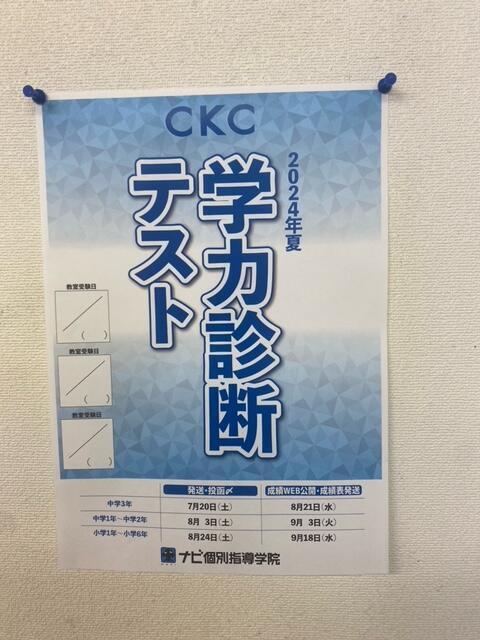 CKC
2024年夏
学力診断
テスト
教室受験日
( )
教室受験日
( )
教室受験日
( )
発送・投函〆 成績WEB公開・成績表発送
中学3年 7月20日(土) 8月21日(水)
中学1年～中学2年 8月 3日(土) 9月 3日(火)
小学1年～小学6年 8月24日(土) 9月18日(水)
ナビ個別指導学院